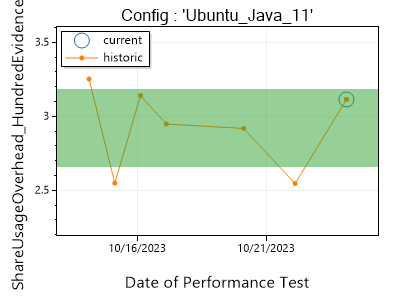 Config : 'Ubuntu_Java_11'
current
historic
3.5
3
2.5
ShareUsageOverhead_HundredEvidence
10/16/2023
10/21/2023
Date of Performance Test